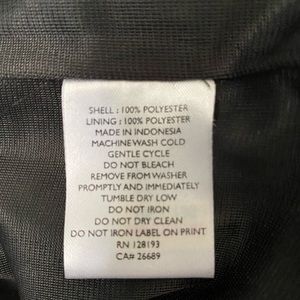 SHELL : 100% POLYESTER
LINING : 100% POLYESTER
MADE IN INDONESIA
MACHINE WASH COLD
GENTLE CYCLE
DO NOT BLEACH
REMOVE FROM WASHER
PROMPTLY AND IMMEDIATELY
TUMBLE DRY LOW
DO NOT IRON
DO NOT DRY CLEAN
DO NOT IRON LABEL ON PRINT
RN 128193
CA# 26689